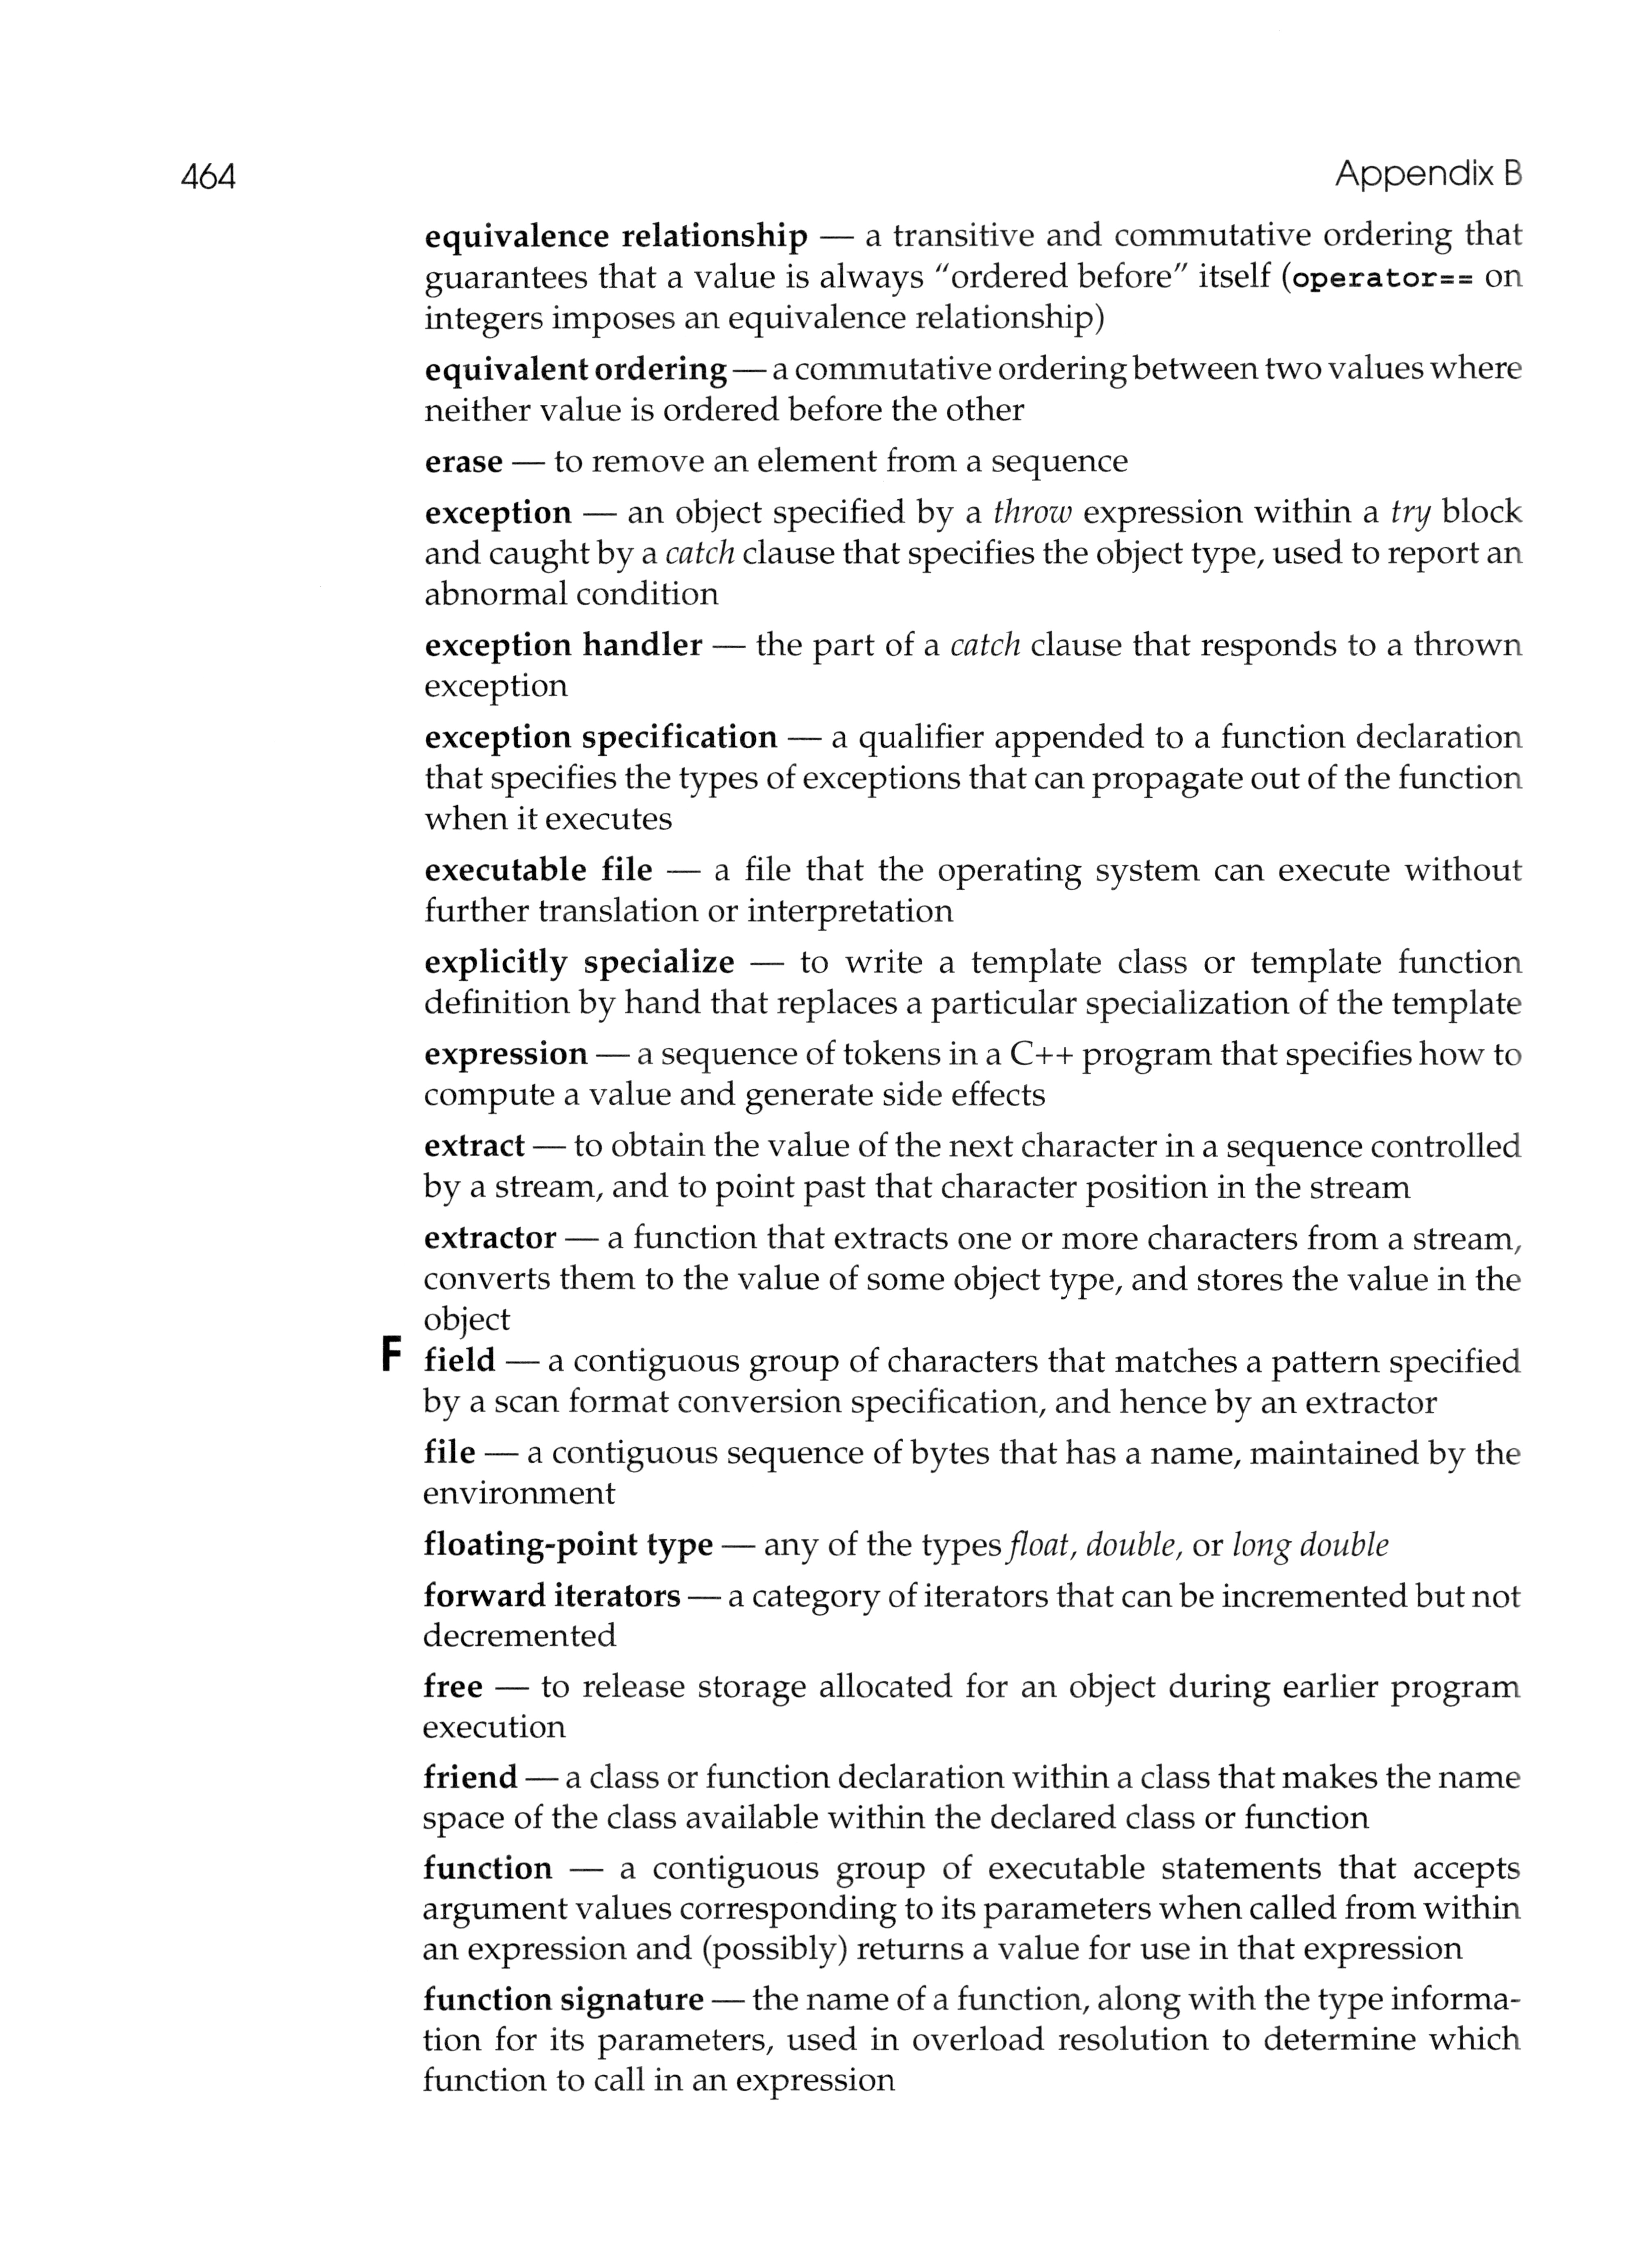 464 Appendix B
equivalence relationship — a transitive and commutative ordering that
guarantees that a value is always "ordered before" itself (operator== on
integers imposes an equivalence relationship)
equivalent ordering — a commutative ordering between two values where
neither value is ordered before the other
erase — to remove an element from a sequence
exception — an object specified by a throw expression within a try block
and caught by a catch clause that specifies the object type, used to report an
abnormal condition
exception handler — the part of a catch clause that responds to a thrown
exception
exception specification — a qualifier appended to a function declaration
that specifies the types of exceptions that can propagate out of the function
when it executes
executable file — a file that the operating system can execute without
further translation or interpretation
explicitly specialize — to write a template class or template function
definition by hand that replaces a particular specialization of the template
expression — a sequence of tokens in a C++ program that specifies how to
compute a value and generate side effects
extract — to obtain the value of the next character in a sequence controlled
by a stream, and to point past that character position in the stream
extractor — a function that extracts one or more characters from a stream,
converts them to the value of some object type, and stores the value in the
object
F field — a contiguous group of characters that matches a pattern specified
by a scan format conversion specification, and hence by an extractor
file — a contiguous sequence of bytes that has a name, maintained by the
environment
floating-point type — any of the types float, double, or long double
forward iterators — a category of iterators that can be incremented but not
decremented
free — to release storage allocated for an object during earlier program
execution
friend — a class or function declaration within a class that makes the name
space of the class available within the declared class or function
function — a contiguous group of executable statements that accepts
argument values corresponding to its parameters when called from within
an expression and (possibly) returns a value for use in that expression
function signature — the name of a function, along with the type informa-
tion for its parameters, used in overload resolution to determine which
function to call in an expression